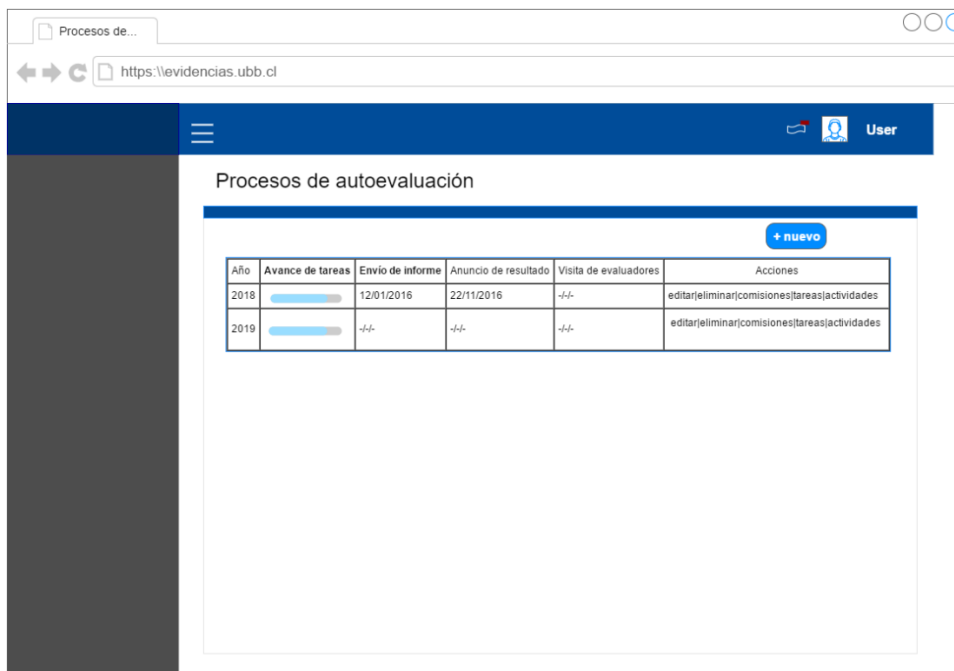 Procesos de...
https:\\evidencias.ubb.cl
User
Procesos de autoevaluación
+ nuevo
Año Avance de tareas Envío de informe Anuncio de resultado Visita de evaluadores Acciones
2018 12/01/2016 22/11/2016 -/-/- editar|eliminar|comisiones|tareas|actividades
2019 -/-/- -/-/- -/-/- editar|eliminar|comisiones|tareas|actividades